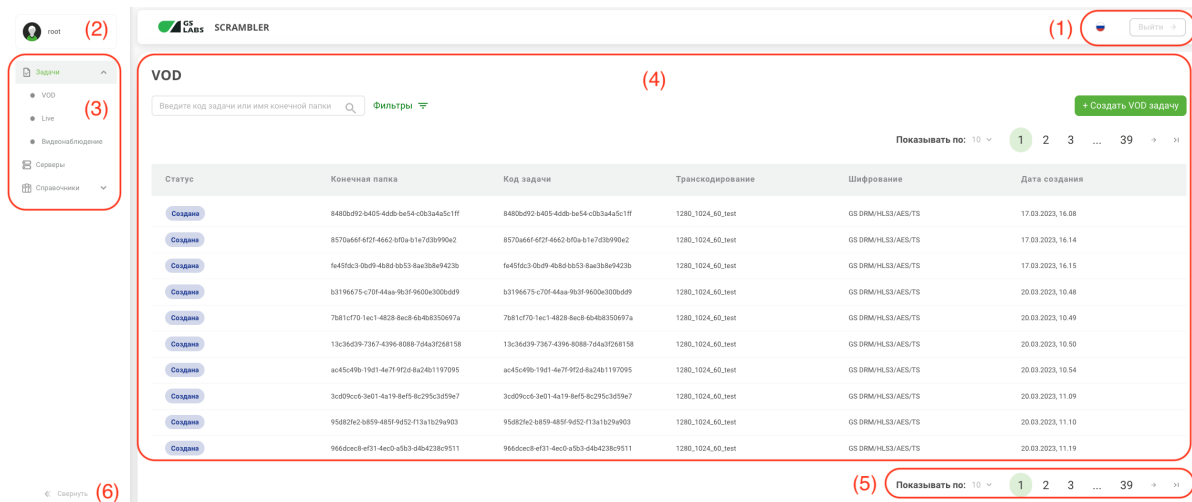 root
(2)
GS LABS SCRAMBLER
(1)
Выйти →
Задачи
VOD
(3)
Live
Видеонаблюдение
Серверы
Справочники
VOD
(4)
Введите код задачи или имя конечной папки
Фильтры
+ Создать VOD задачу
Показывать по: 10 1 2 3 ... 39
Статус Конечная папка Код задачи Транскодирование Шифрование Дата создания
Создана 8480bd92-b405-4ddb-be54-c0b3a4a5c1ff 8480bd92-b405-4ddb-be54-c0b3a4a5c1ff 1280_1024_60_test GS DRM/HLS3/AES/TS 17.03.2023, 16.08
Создана 8570a66f-6f2f-4662-bf0a-b1e7d3b990e2 8570a66f-6f2f-4662-bf0a-b1e7d3b990e2 1280_1024_60_test GS DRM/HLS3/AES/TS 17.03.2023, 16.14
Создана fe45fdc3-0bd9-4b8d-bb53-8ae3b8e9423b fe45fdc3-0bd9-4b8d-bb53-8ae3b8e9423b 1280_1024_60_test GS DRM/HLS3/AES/TS 17.03.2023, 16.15
Создана b3196675-c70f-44aa-9b3f-9600e300bdd9 b3196675-c70f-44aa-9b3f-9600e300bdd9 1280_1024_60_test GS DRM/HLS3/AES/TS 20.03.2023, 10.48
Создана 7b81cf70-1ec1-4828-8ec8-6b4b8350697a 7b81cf70-1ec1-4828-8ec8-6b4b8350697a 1280_1024_60_test GS DRM/HLS3/AES/TS 20.03.2023, 10.49
Создана 13c36d39-7367-4396-8088-7d4a3f268158 13c36d39-7367-4396-8088-7d4a3f268158 1280_1024_60_test GS DRM/HLS3/AES/TS 20.03.2023, 10.50
Создана ac45c49b-19d1-4e7f-9f2d-8a24b1197095 ac45c49b-19d1-4e7f-9f2d-8a24b1197095 1280_1024_60_test GS DRM/HLS3/AES/TS 20.03.2023, 10.54
Создана 3cd09cc6-3e01-4a19-8ef5-8c295c3d59e7 3cd09cc6-3e01-4a19-8ef5-8c295c3d59e7 1280_1024_60_test GS DRM/HLS3/AES/TS 20.03.2023, 11.09
Создана 95d82fe2-b859-485f-9d52-f13a1b29a903 95d82fe2-b859-485f-9d52-f13a1b29a903 1280_1024_60_test GS DRM/HLS3/AES/TS 20.03.2023, 11.10
Создана 966dcec8-ef31-4ec0-a5b3-d4b4238c9511 966dcec8-ef31-4ec0-a5b3-d4b4238c9511 1280_1024_60_test GS DRM/HLS3/AES/TS 20.03.2023, 11.19
(5)
Показывать по: 10 1 2 3 ... 39
Свернуть
(6)